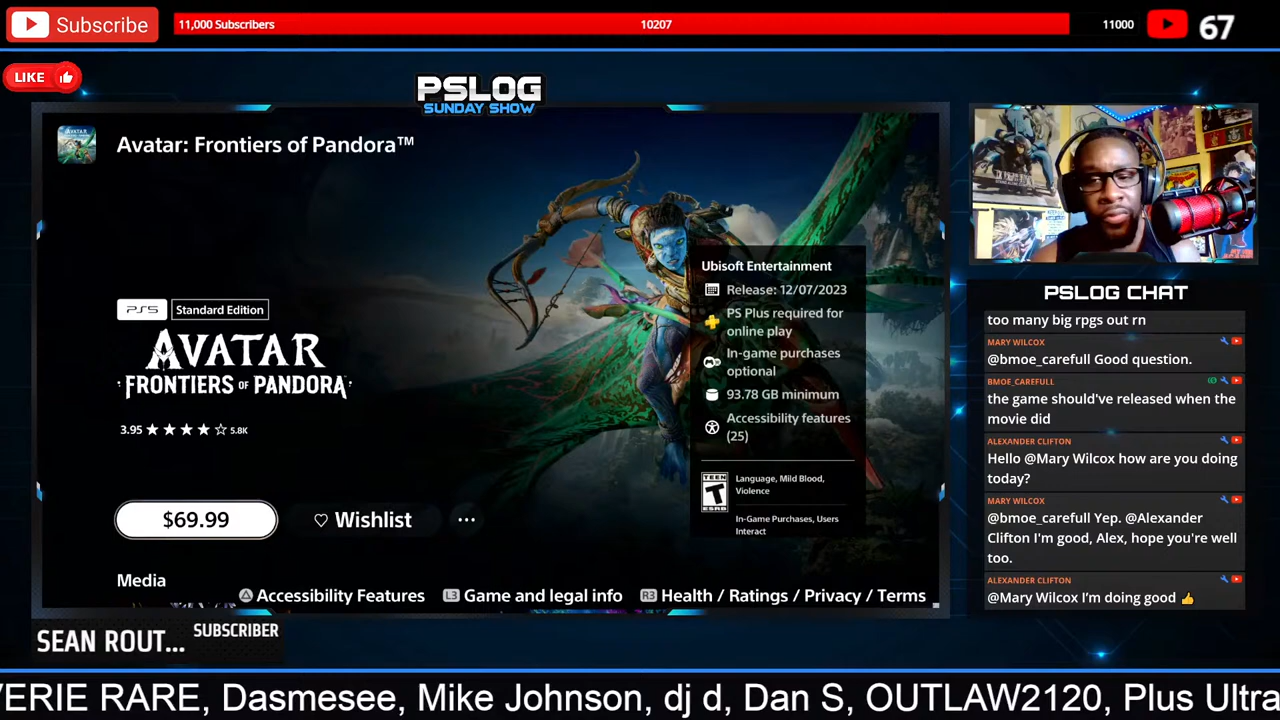 Subscribe
11,000 Subscribers
10207
11000
67
LIKE
PSLOG
SUNDAY SHOW
Avatar: Frontiers of Pandora™
PS5
Standard Edition
AVATAR
FRONTIERS OF PANDORA
3.95 ★ ★ ★ ★ ☆ 5.8K
$69.99
Wishlist
Ubisoft Entertainment
Release: 12/07/2023
PS Plus required for
online play
In-game purchases
optional
93.78 GB minimum
Accessibility features
(25)
TEEN
T
ESRB
Language, Mild Blood,
Violence
In-Game Purchases, Users
Interact
Media
Accessibility Features
L3 Game and legal info
R3 Health / Ratings / Privacy / Terms
PSLOG CHAT
too many big rpgs out rn
MARY WILCOX
@bmoe_carefull Good question.
BMOE_CAREFULL
the game should've released when the
movie did
ALEXANDER CLIFTON
Hello @Mary Wilcox how are you doing
today?
MARY WILCOX
@bmoe_carefull Yep. @Alexander
Clifton I'm good, Alex, hope you're well
too.
ALEXANDER CLIFTON
@Mary Wilcox I'm doing good 👍
SEAN ROUT...
SUBSCRIBER
VERIE RARE, Dasmesee, Mike Johnson, dj d, Dan S, OUTLAW2120, Plus Ultra